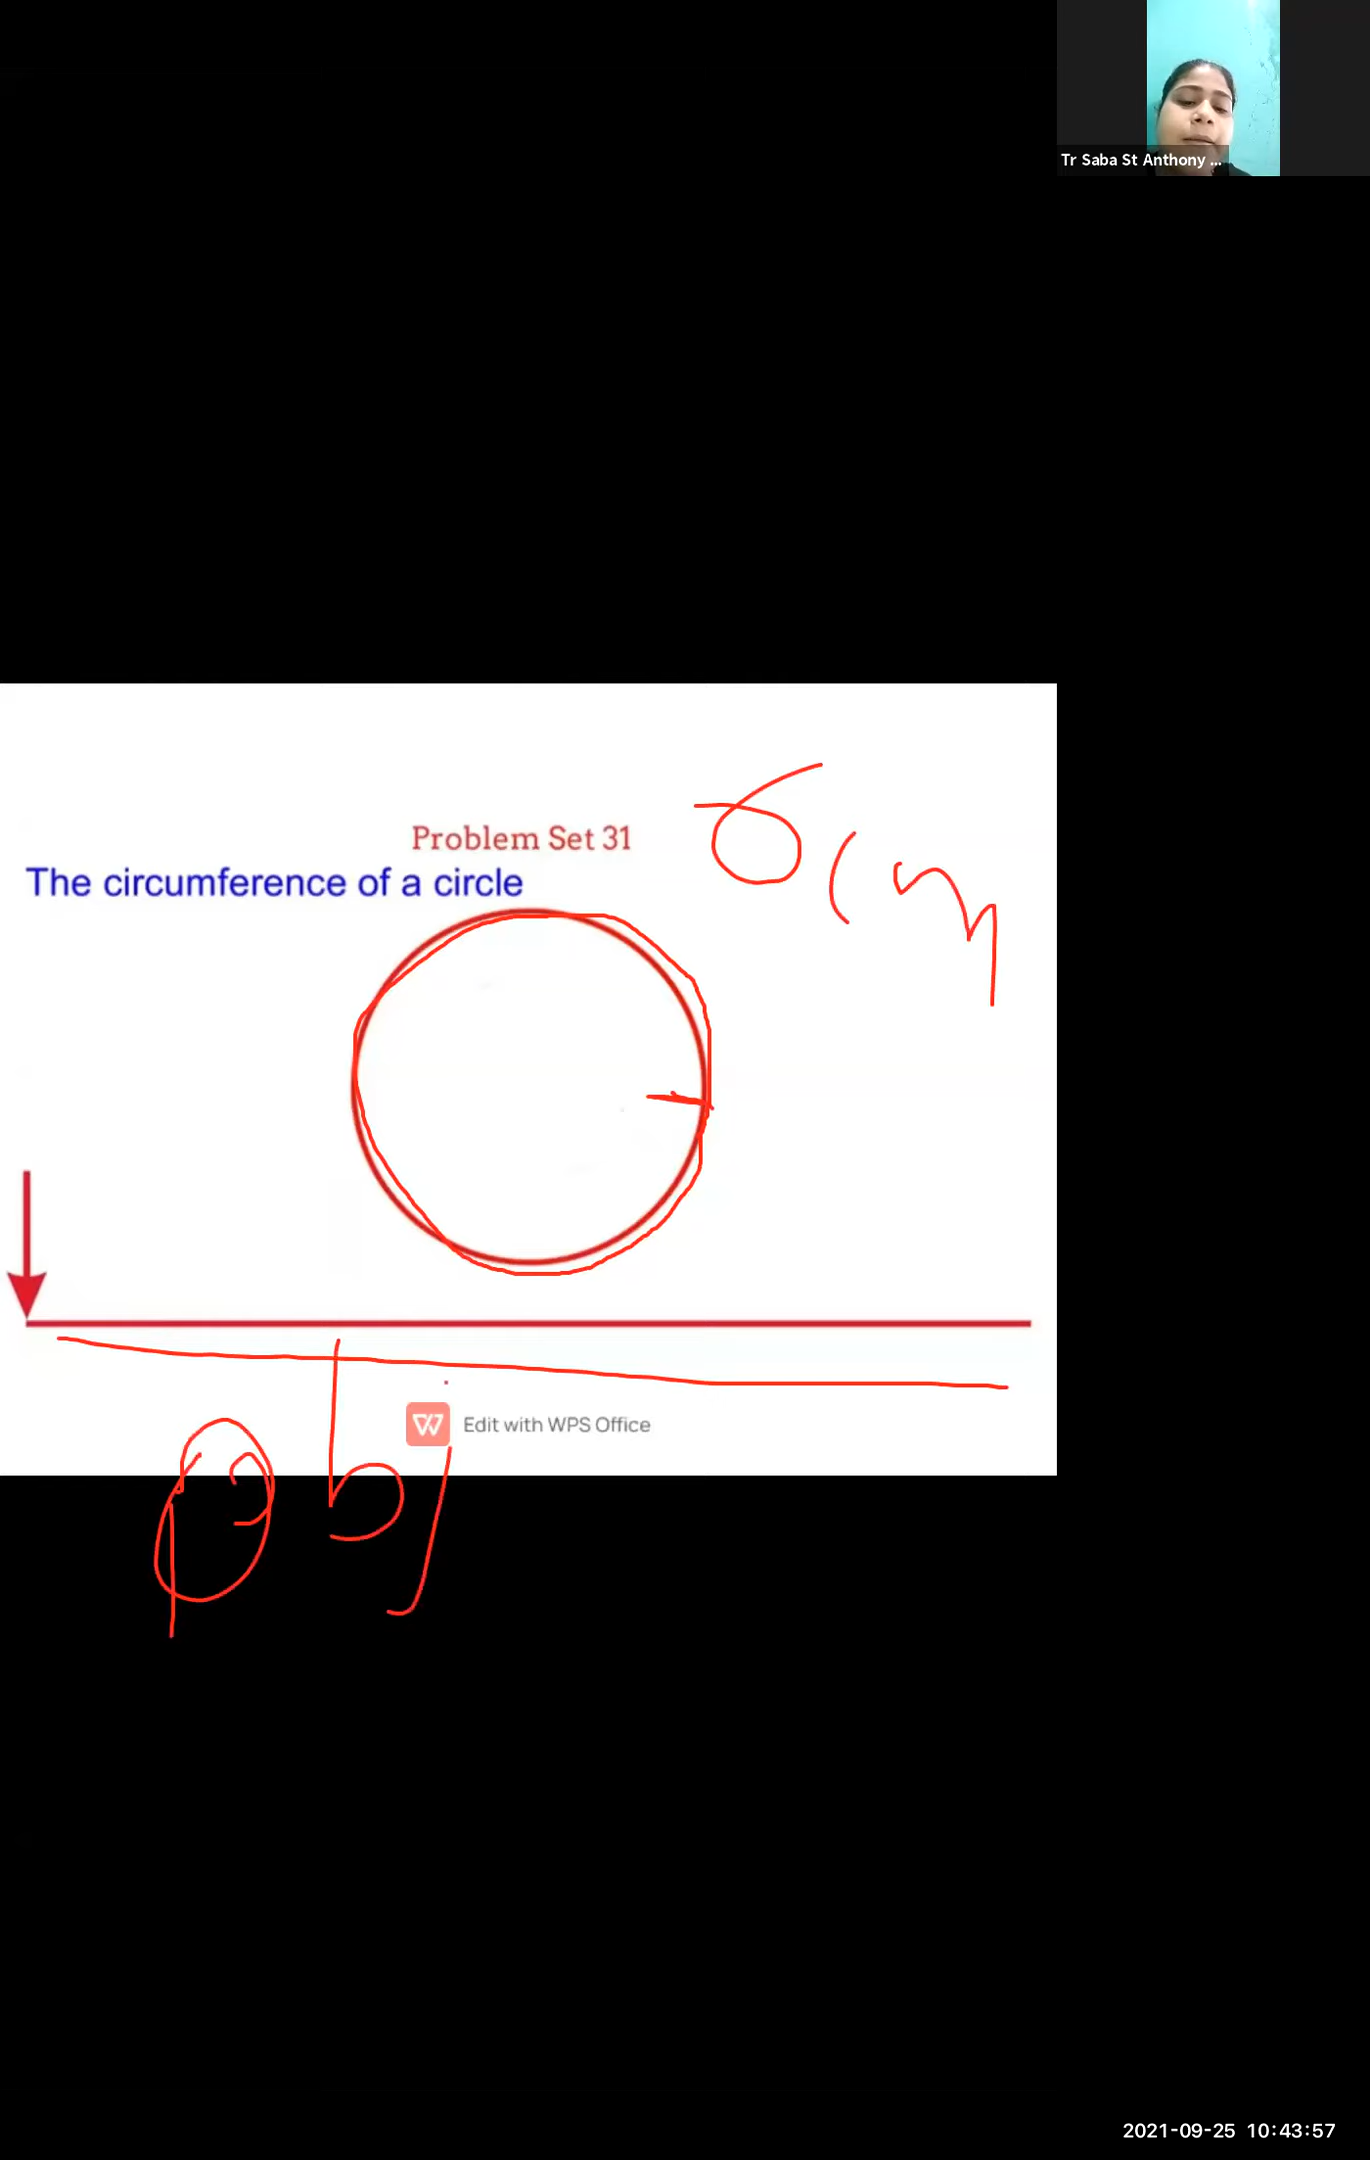 Tr Saba St Anthony ...
Problem Set 31
The circumference of a circle
Edit with WPS Office
2021-09-25 10:43:57